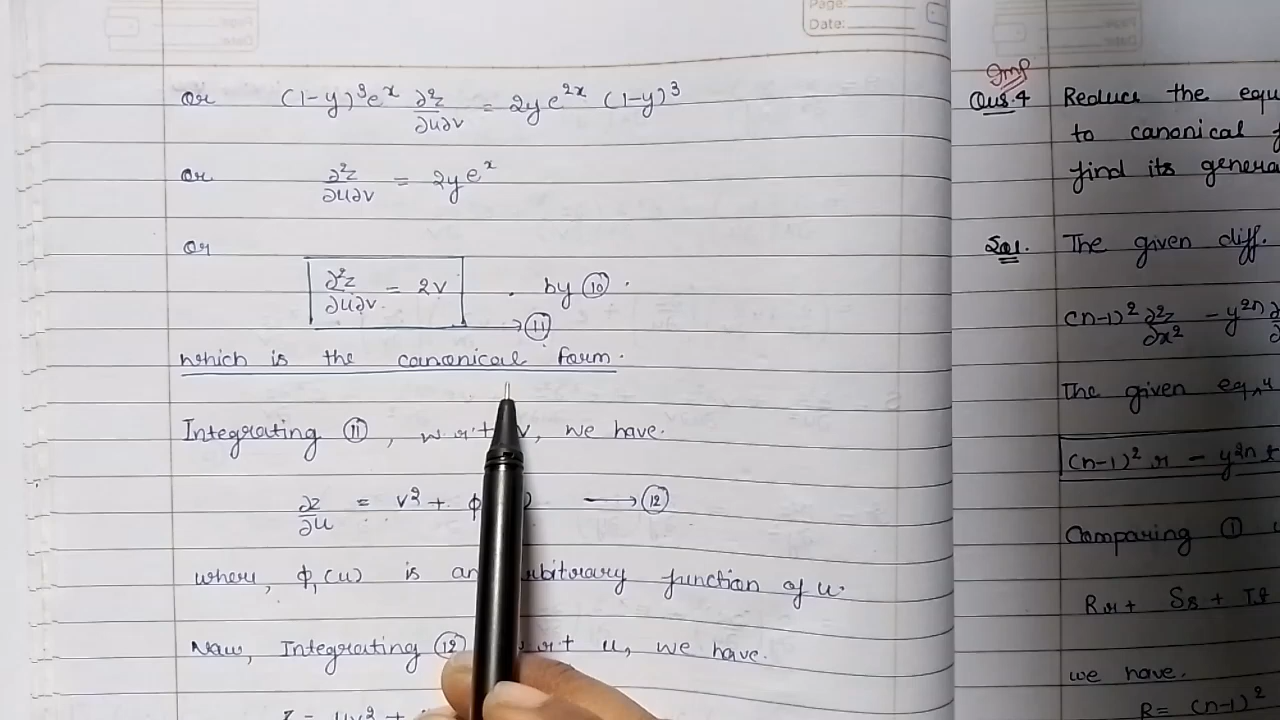 Page:
Date:
or (1-y)³eˣ ∂²z/∂u∂v = 2ye²ˣ (1-y)³
or ∂²z/∂u∂v = 2yeˣ
or
∂²z/∂u∂v = 2v . by ⑩ .
→ ⑪
which is the canonical form.
Integrating ⑪, w.r.t v, we have.
∂z/∂u = v² + ϕ → ⑫
where, ϕ₁(u) is an arbitrary function of u.
Now, Integrating ⑫ w.r.t u, we have.
z = uv² +
Imp
Qus.4 Reduce the equ
to canonical f
find its genera
Sol. The given diff.
(n-1)² ∂²z/∂x² - y²ⁿ ∂
The given eqⁿ
(n-1)² r - y²ⁿ t
Comparing ①
Rr + Ss + Tt
we have.
R = (n-1)²